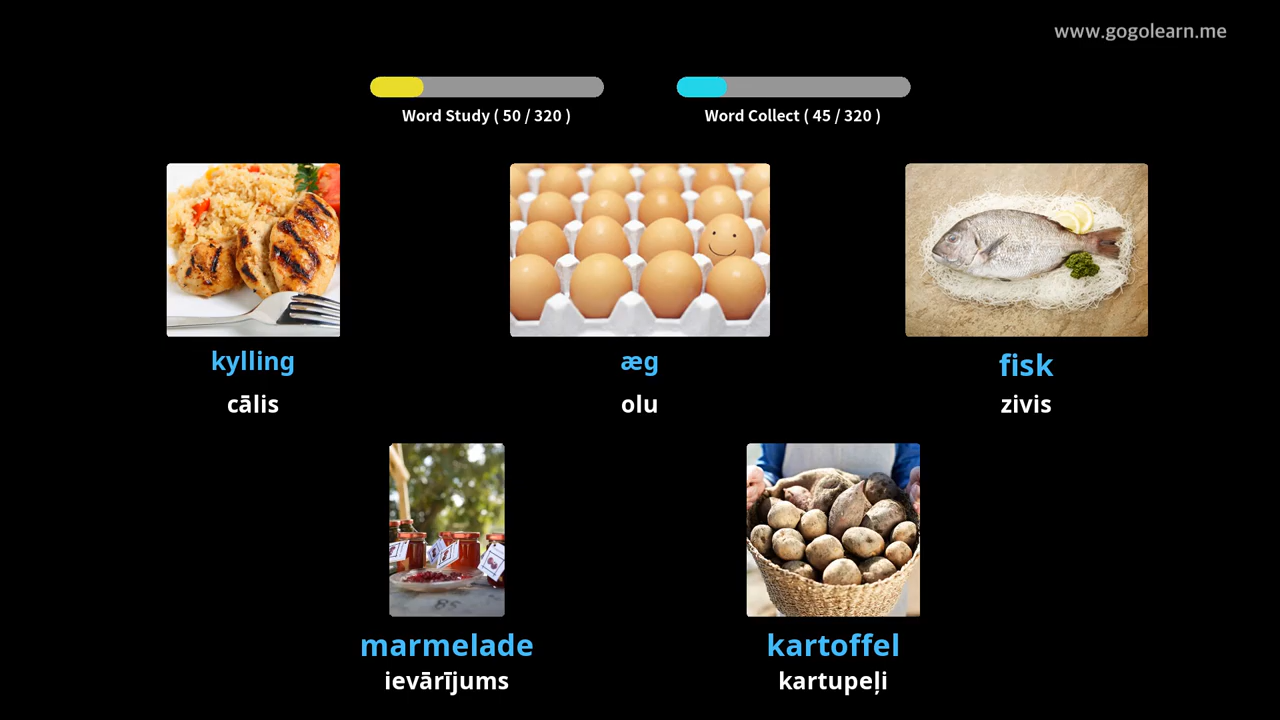 www.gogolearn.me
Word Study ( 50 / 320 )
Word Collect ( 45 / 320 )
kylling
cālis
æg
olu
fisk
zivis
marmelade
ievārījums
kartoffel
kartupeļi